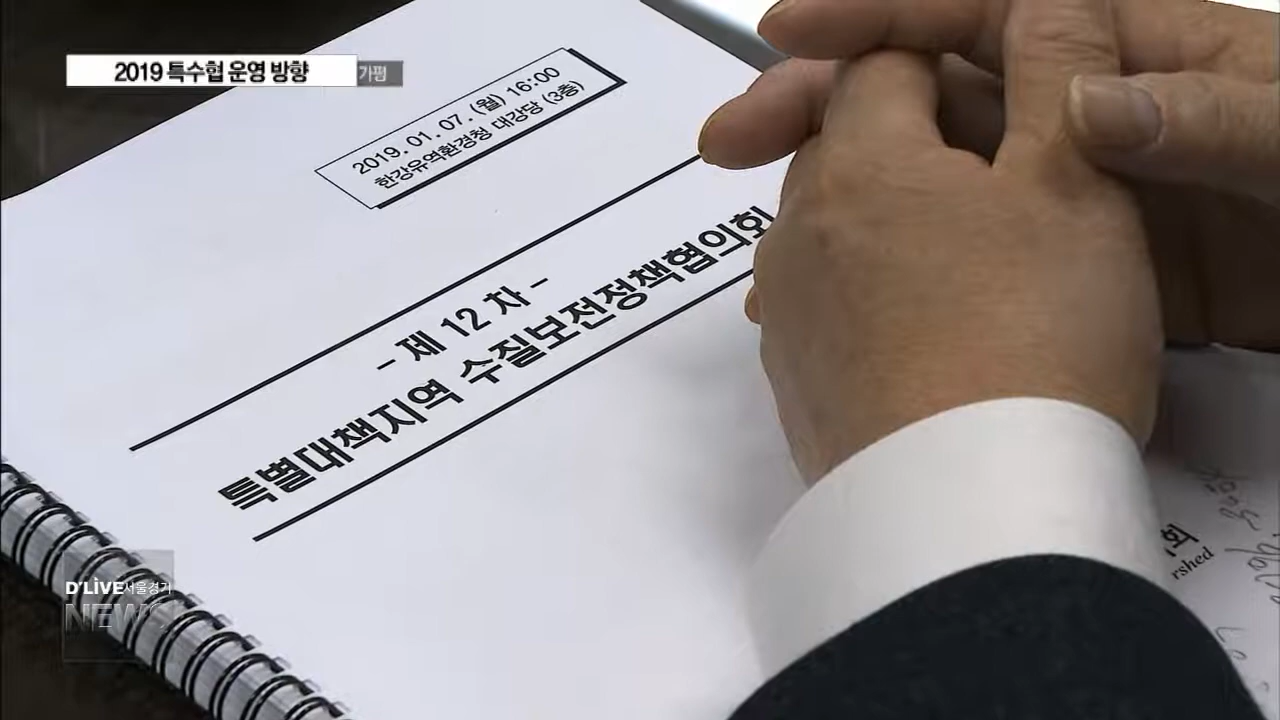 2019 특수협 운영 방향
가평
2019. 01. 07. (월) 16:00
한강유역환경청 대강당 (3층)
- 제 12 차 -
특별대책지역 수질보전정책협의회
D'LIVE서울경기
NEWS
회
rshed